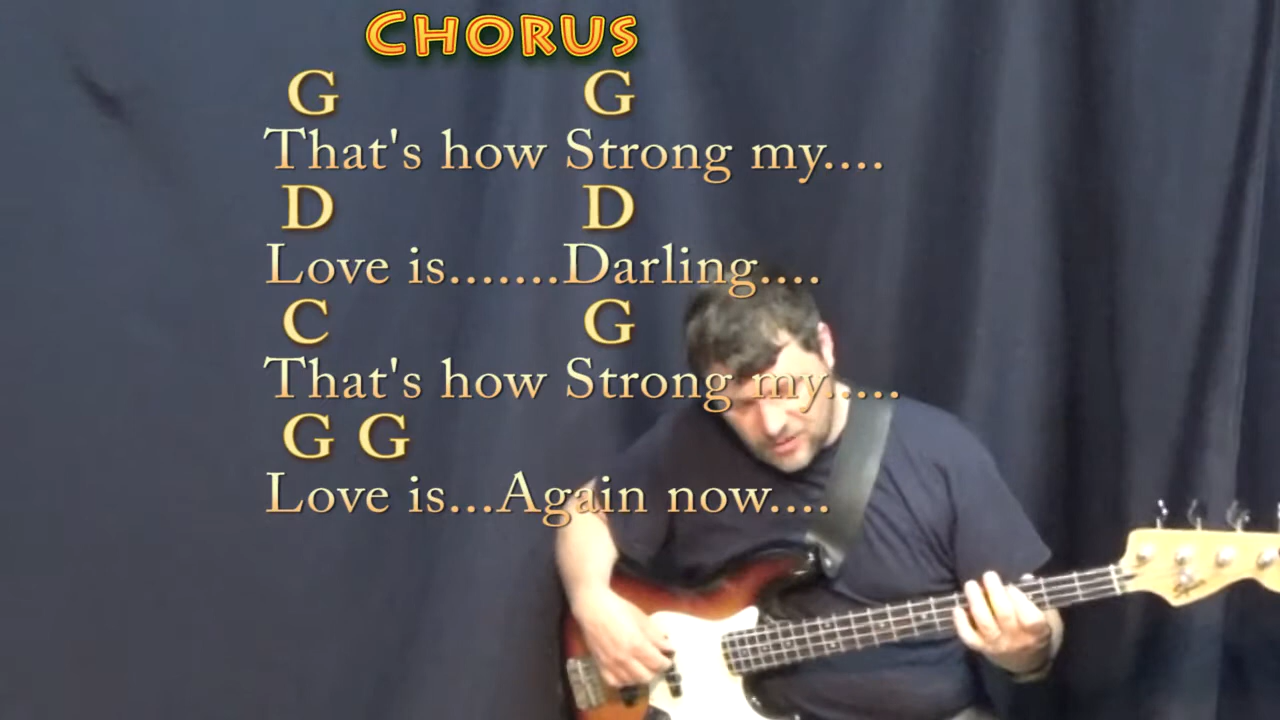 CHORUS
G G
That's how Strong my....
D D
Love is.......Darling....
C G
That's how Strong my.....
G G
Love is...Again now....